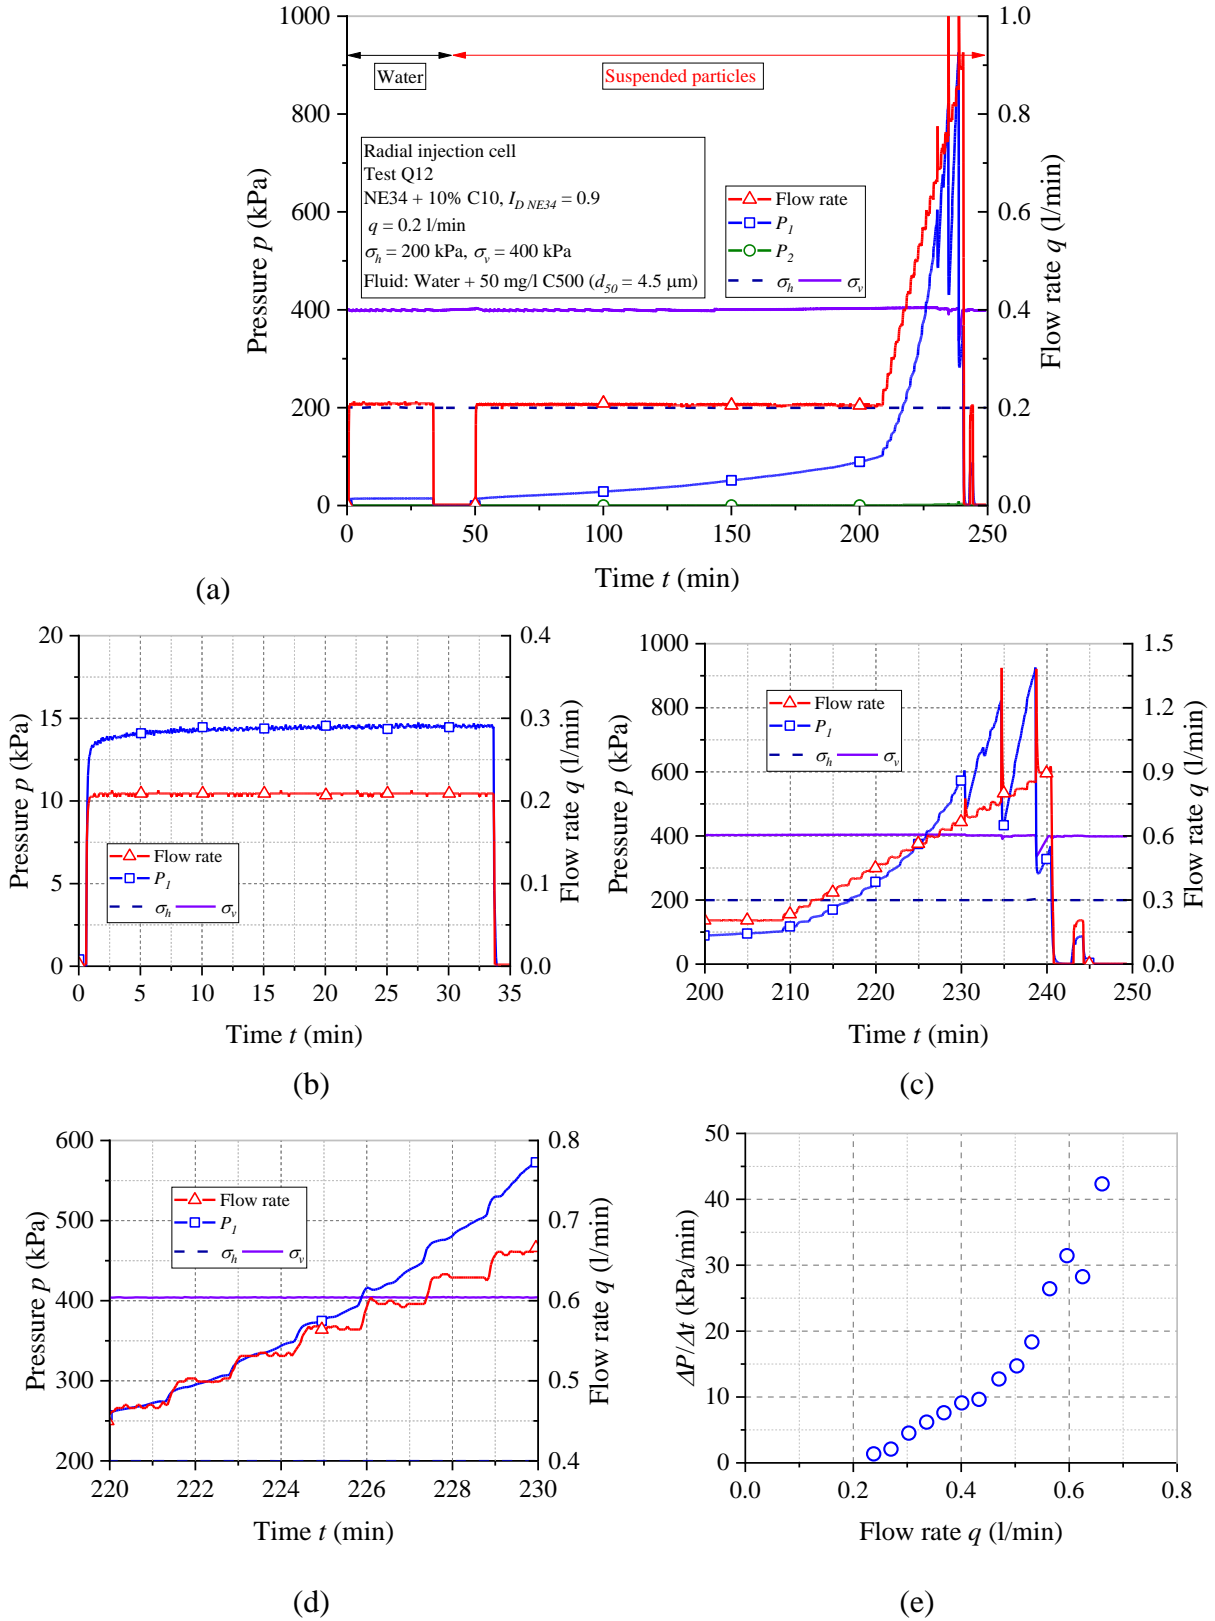 1000
800
600
400
200
0
Pressure p (kPa)
1.0
0.8
0.6
0.4
0.2
0.0
Flow rate q (l/min)
Water
Suspended particles
Radial injection cell
Test Q12
NE34 + 10% C10, I_D NE34 = 0.9
q = 0.2 l/min
σh = 200 kPa, σv = 400 kPa
Fluid: Water + 50 mg/l C500 (d50 = 4.5 μm)
Flow rate
P1
P2
σh σv
0 50 100 150 200 250
Time t (min)
(a)
20
15
10
5
0
Pressure p (kPa)
0.4
0.3
0.2
0.1
0.0
Flow rate q (l/min)
Flow rate
P1
σh σv
0 5 10 15 20 25 30 35
Time t (min)
(b)
1000
800
600
400
200
0
Pressure p (kPa)
1.5
1.2
0.9
0.6
0.3
0.0
Flow rate q (l/min)
Flow rate
P1
σh σv
200 210 220 230 240 250
Time t (min)
(c)
600
500
400
300
200
Pressure p (kPa)
0.8
0.7
0.6
0.5
0.4
Flow rate q (l/min)
Flow rate
P1
σh σv
220 222 224 226 228 230
Time t (min)
(d)
50
40
30
20
10
0
ΔP/Δt (kPa/min)
0.0 0.2 0.4 0.6 0.8
Flow rate q (l/min)
(e)